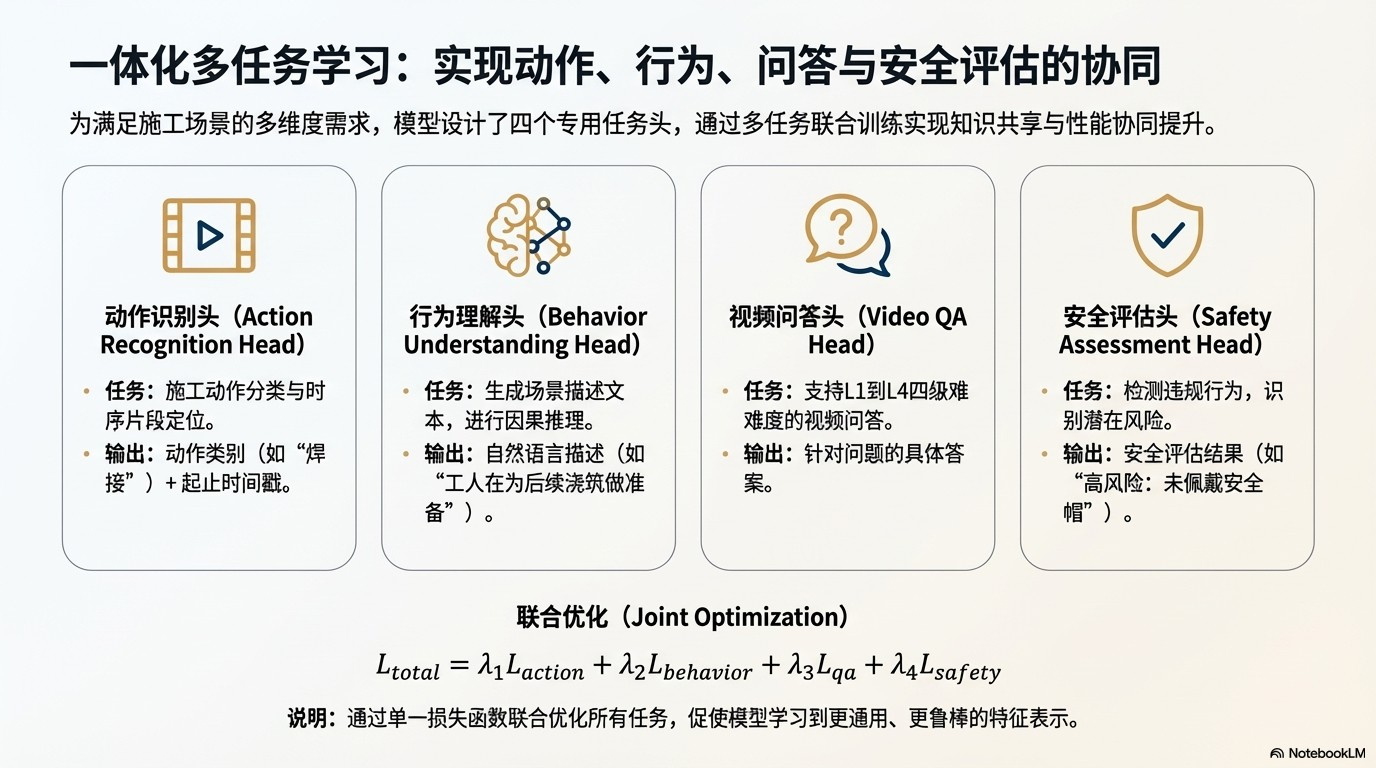 一体化多任务学习：实现动作、行为、问答与安全评估的协同
为满足施工场景的多维度需求，模型设计了四个专用任务头，通过多任务联合训练实现知识共享与性能协同提升。
动作识别头（Action
Recognition Head）
• 任务：施工动作分类与时
序片段定位。
• 输出：动作类别（如“焊
接”）+ 起止时间戳。
行为理解头（Behavior
Understanding Head）
• 任务：生成场景描述文
本，进行因果推理。
• 输出：自然语言描述（如
“工人在为后续浇筑做准
备”）。
视频问答头（Video QA
Head）
• 任务：支持L1到L4四级难
难度的视频问答。
• 输出：针对问题的具体答
案。
安全评估头（Safety
Assessment Head）
• 任务：检测违规行为，识
别潜在风险。
• 输出：安全评估结果（如
“高风险：未佩戴安全
帽”）。
联合优化（Joint Optimization）
L_total = λ₁L_action + λ₂L_behavior + λ₃L_qa + λ₄L_safety
说明：通过单一损失函数联合优化所有任务，促使模型学习到更通用、更鲁棒的特征表示。
NotebookLM